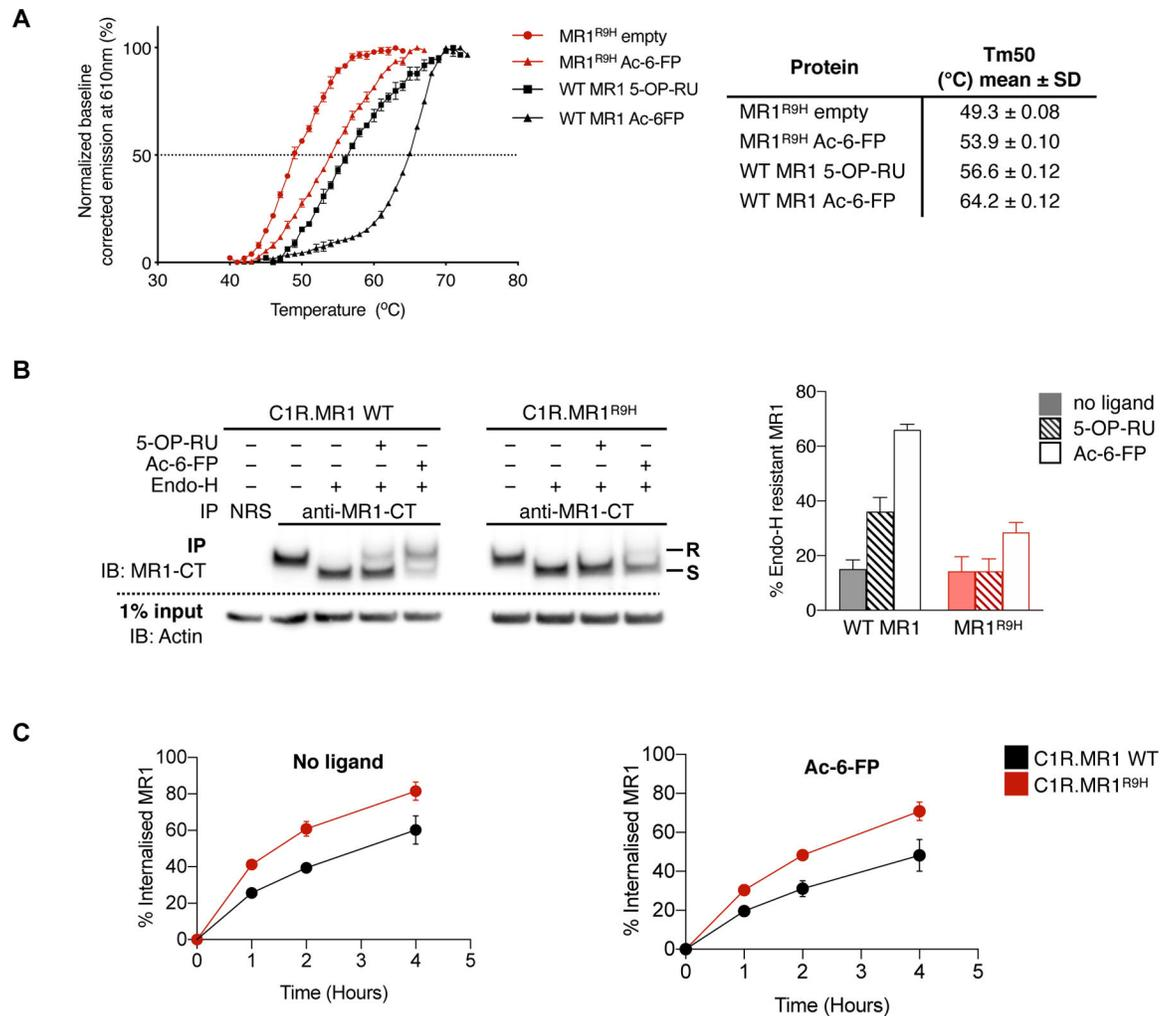 A
Normalized baseline
corrected emission at 610nm (%)
100
50
0
30 40 50 60 70 80
Temperature (ºC)
MR1R9H empty
MR1R9H Ac-6-FP
WT MR1 5-OP-RU
WT MR1 Ac-6FP
Protein Tm50 (°C) mean ± SD
MR1R9H empty 49.3 ± 0.08
MR1R9H Ac-6-FP 53.9 ± 0.10
WT MR1 5-OP-RU 56.6 ± 0.12
WT MR1 Ac-6-FP 64.2 ± 0.12
B
C1R.MR1 WT C1R.MR1R9H
5-OP-RU – – – + – – – + –
Ac-6-FP – – – – + – – – +
Endo-H – – + + + – + + +
IP NRS anti-MR1-CT anti-MR1-CT
IP
IB: MR1-CT
R
S
1% input
IB: Actin
% Endo-H resistant MR1
80
60
40
20
0
WT MR1 MR1R9H
no ligand
5-OP-RU
Ac-6-FP
C
No ligand
% Internalised MR1
100
80
60
40
20
0
0 1 2 3 4 5
Time (Hours)
Ac-6-FP
% Internalised MR1
100
80
60
40
20
0
0 1 2 3 4 5
Time (Hours)
C1R.MR1 WT
C1R.MR1R9H